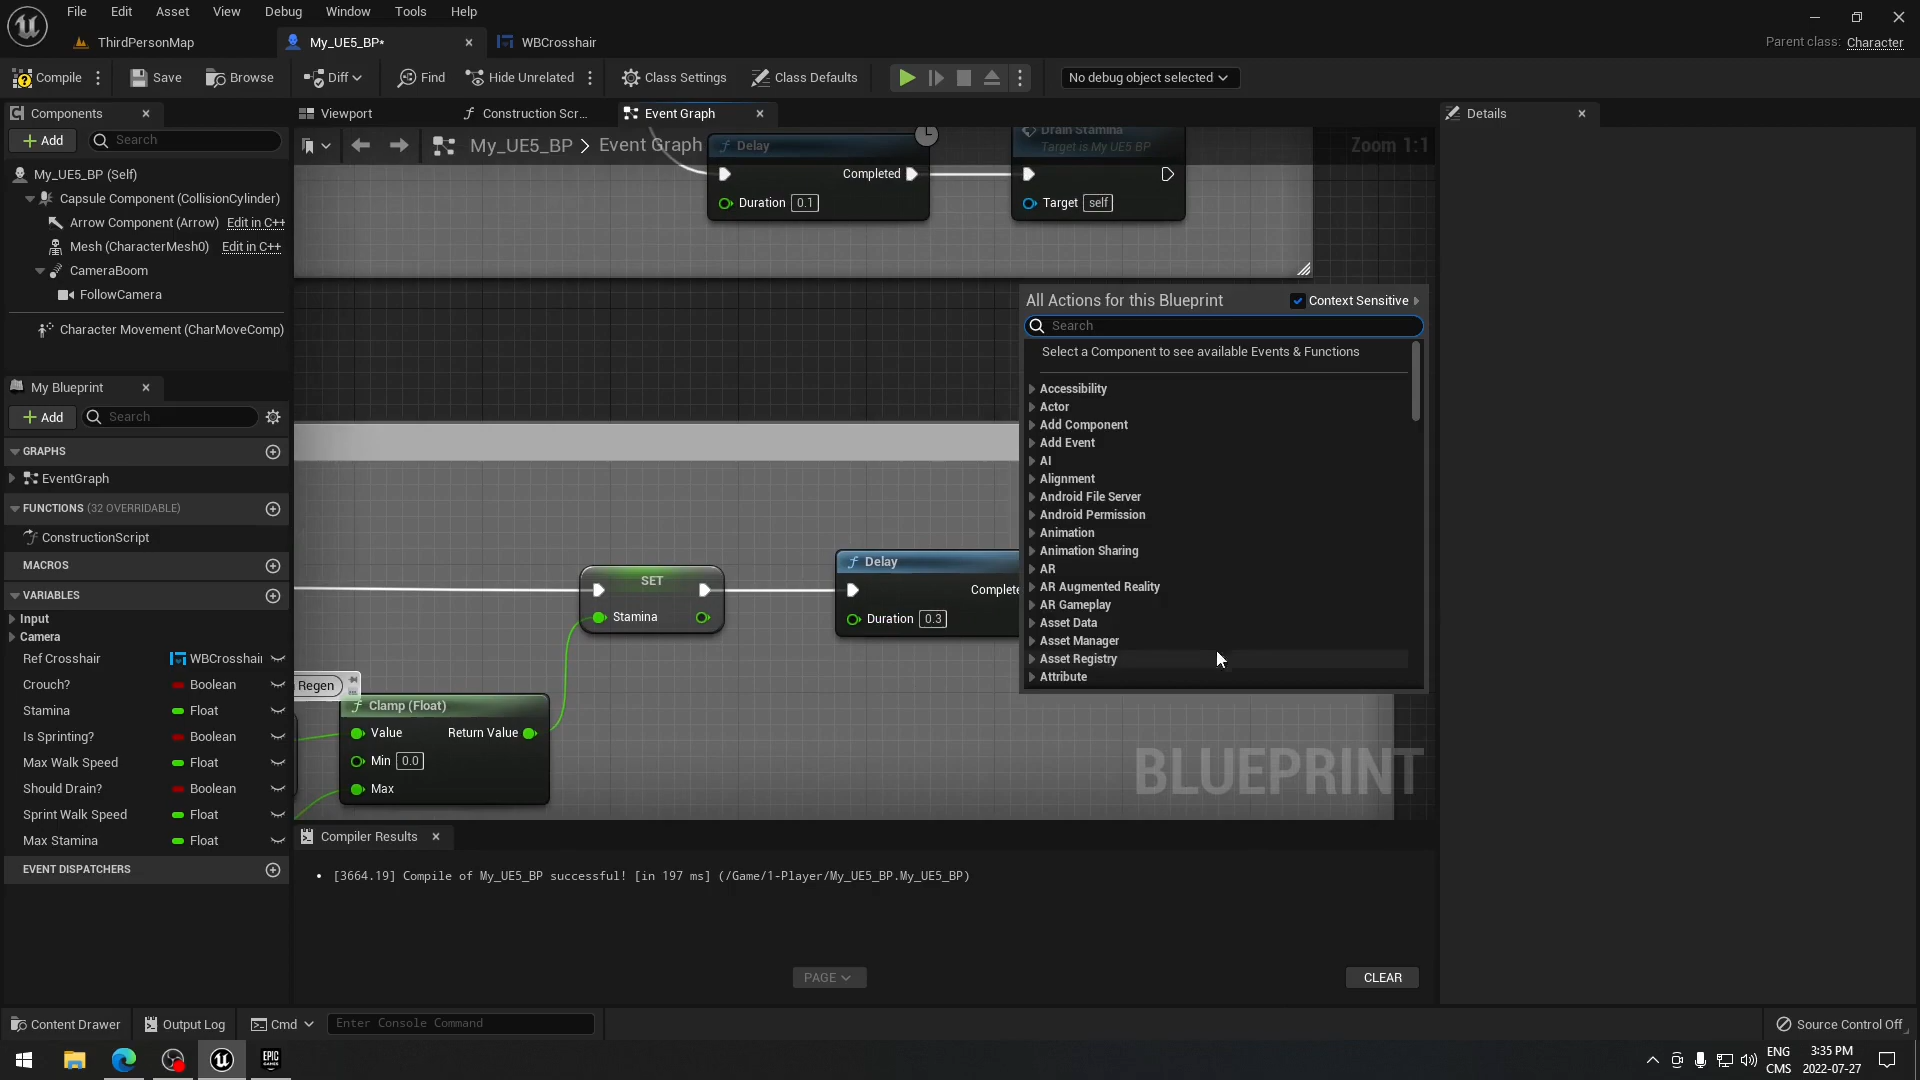 File Edit Asset View Debug Window Tools Help
ThirdPersonMap My_UE5_BP* WBCrosshair Parent class: Character
Compile Save Browse Diff Find Hide Unrelated Class Settings Class Defaults No debug object selected
Components Viewport Construction Scr... Event Graph Details
Add Search My_UE5_BP > Event Graph Zoom 1:1
My_UE5_BP (Self)
Capsule Component (CollisionCylinder)
Arrow Component (Arrow) Edit in C++
Mesh (CharacterMesh0) Edit in C++
CameraBoom
FollowCamera
Character Movement (CharMoveComp)
My Blueprint
Add Search
GRAPHS
EventGraph
FUNCTIONS (32 OVERRIDABLE)
ConstructionScript
MACROS
VARIABLES
Input
Camera
Ref Crosshair WBCrosshair
Crouch? Boolean
Stamina Float
Is Sprinting? Boolean
Max Walk Speed Float
Should Drain? Boolean
Sprint Walk Speed Float
Max Stamina Float
EVENT DISPATCHERS
Delay
Completed
Duration 0.1
Drain Stamina
Target is My UE5 BP
Target self
All Actions for this Blueprint Context Sensitive
Search
Select a Component to see available Events & Functions
Accessibility
Actor
Add Component
Add Event
AI
Alignment
Android File Server
Android Permission
Animation
Animation Sharing
AR
AR Augmented Reality
AR Gameplay
Asset Data
Asset Manager
Asset Registry
Attribute
SET
Stamina
Delay
Complete
Duration 0.3
Regen
Clamp (Float)
Value Return Value
Min 0.0
Max
BLUEPRINT
Compiler Results
[3664.19] Compile of My_UE5_BP successful! [in 197 ms] (/Game/1-Player/My_UE5_BP.My_UE5_BP)
PAGE CLEAR
Content Drawer Output Log Cmd Enter Console Command Source Control Off
EPIC GAMES
ENG
CMS
3:35 PM
2022-07-27